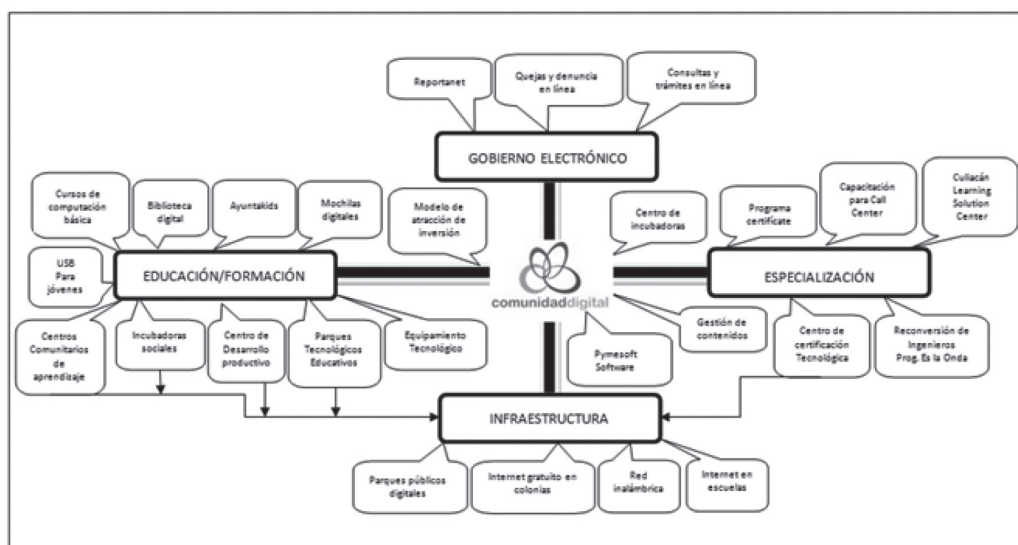 Reportanet
Quejas y denuncia
en línea
Consultas y
trámites en línea
GOBIERNO ELECTRÓNICO
Cursos de
computación
básica
Biblioteca
digital
Ayuntakids
Mochilas
digitales
Modelo de
atracción de
inversión
Centro de
incubadoras
Programa
certifícate
Capacitación
para Call
Center
Culiacán
Learning
Solution
Center
USB
Para
jóvenes
EDUCACIÓN/FORMACIÓN
comunidaddigital
ESPECIALIZACIÓN
Centros
Comunitarios
de
aprendizaje
Incubadoras
sociales
Centro de
Desarrollo
productivo
Parques
Tecnológicos
Educativos
Equipamiento
Tecnológico
Pymesoft
Software
Gestión de
contenidos
Centro de
certificación
Tecnológica
Reconversión de
Ingenieros
Prog. Es la Onda
INFRAESTRUCTURA
Parques públicos
digitales
Internet gratuito en
colonias
Red
inalámbrica
Internet en
escuelas